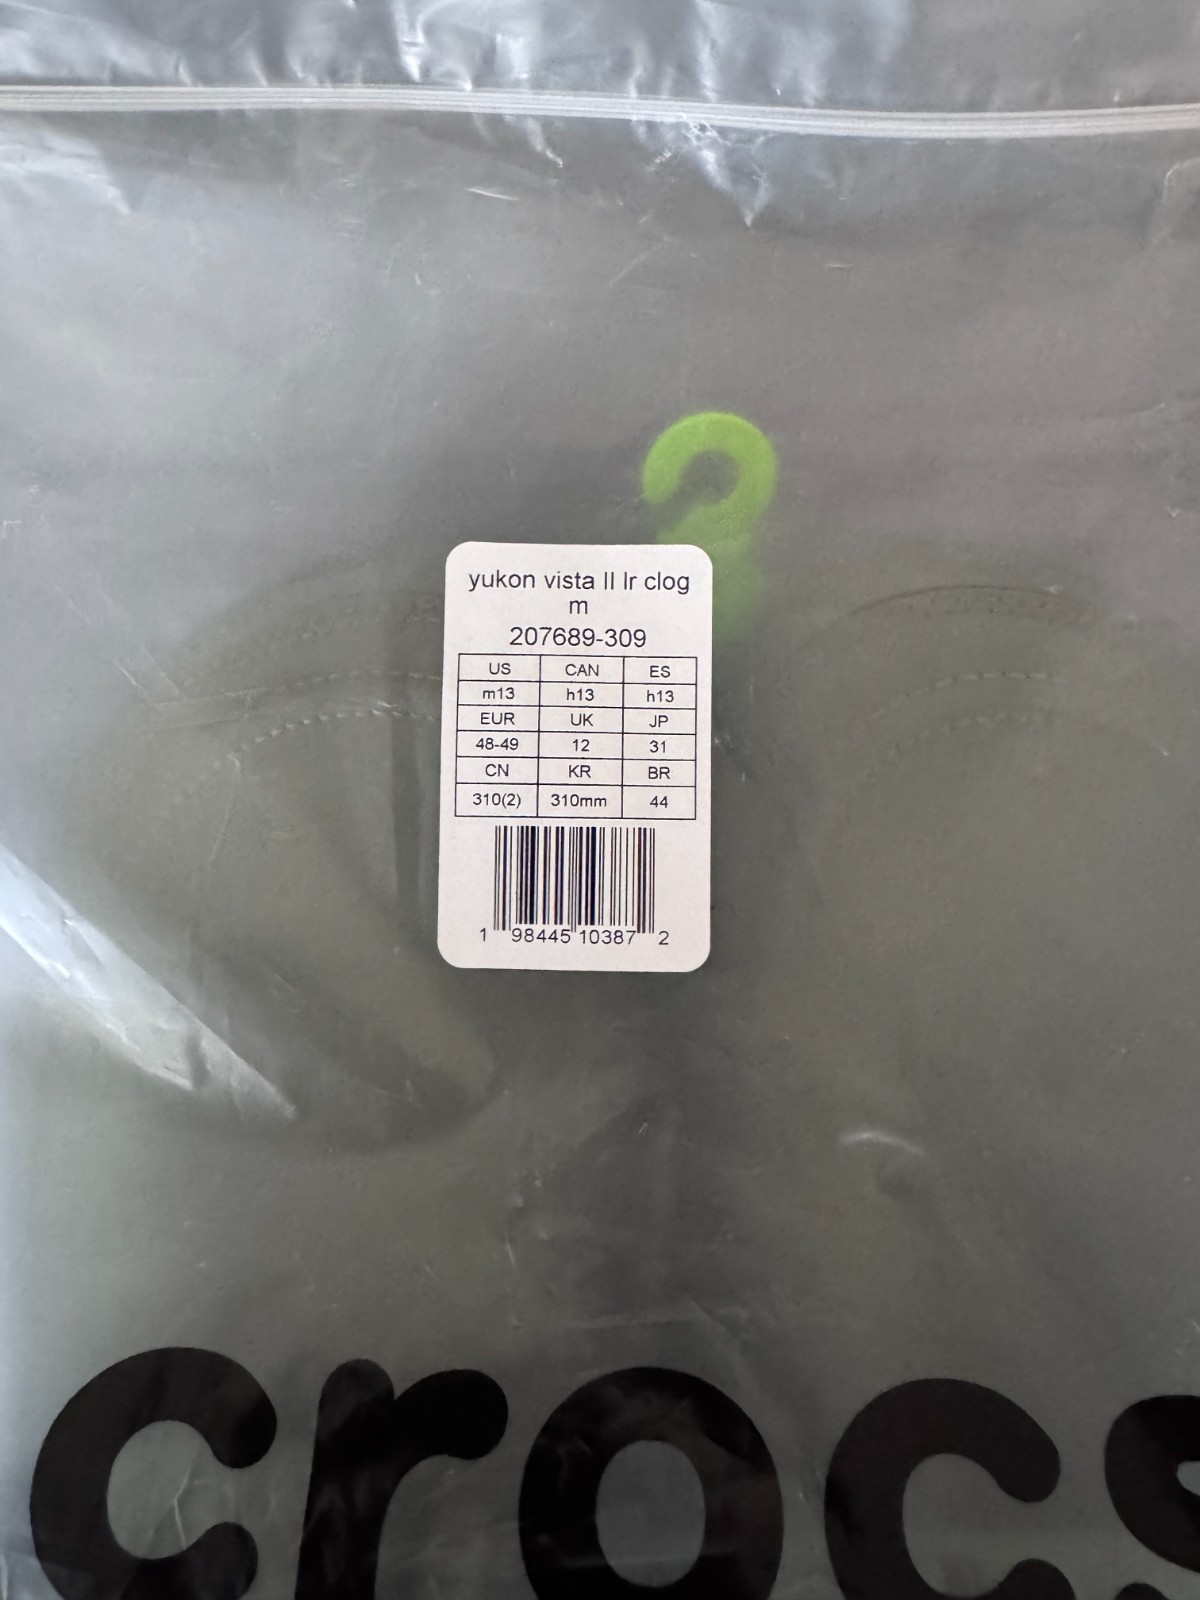 yukon vista II lr clog
m
207689-309
US CAN ES
m13 h13 h13
EUR UK JP
48-49 12 31
CN KR BR
310(2) 310mm 44
1 98445 10387 2
crocs